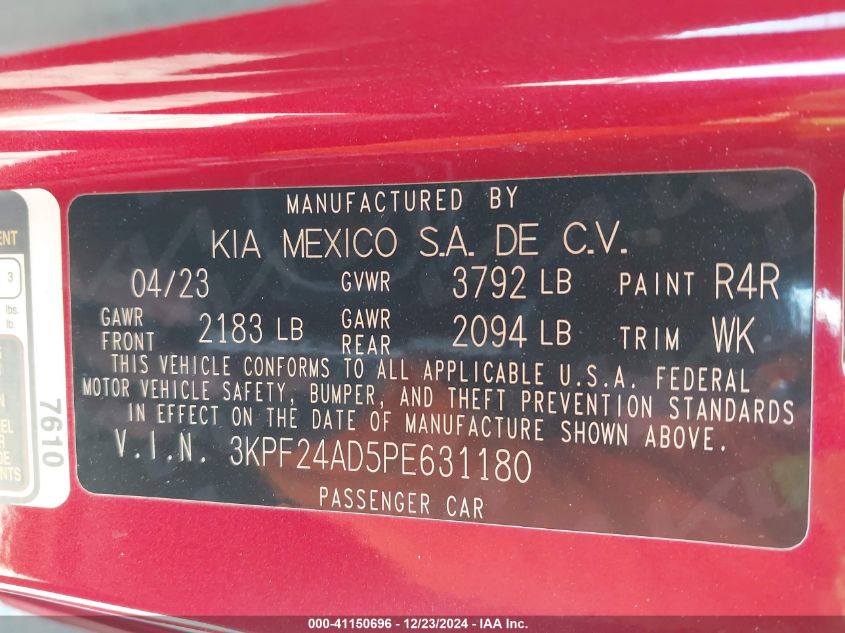 MANUFACTURED BY
KIA MEXICO S.A. DE C.V.
04/23 GVWR 3792 LB PAINT R4R
GAWR FRONT 2183 LB GAWR REAR 2094 LB TRIM WK
THIS VEHICLE CONFORMS TO ALL APPLICABLE U.S.A. FEDERAL
MOTOR VEHICLE SAFETY, BUMPER, AND THEFT PREVENTION STANDARDS
IN EFFECT ON THE DATE OF MANUFACTURE SHOWN ABOVE.
V.I.N. 3KPF24AD5PE631180
PASSENGER CAR
3
lbs.
lb
7610
000-41150696 - 12/23/2024 - IAA Inc.